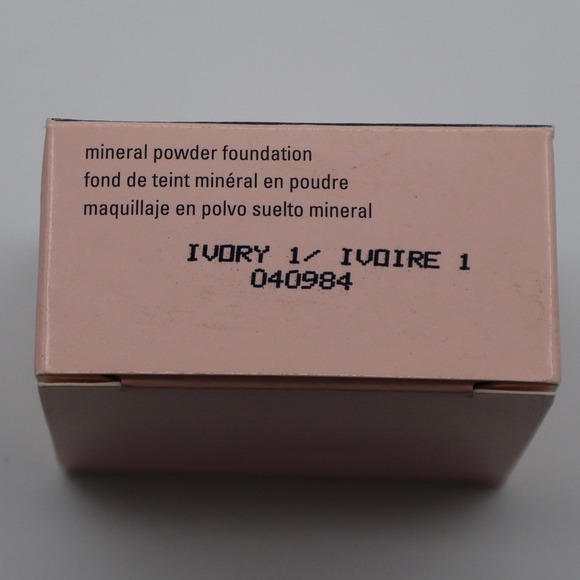 mineral powder foundation
fond de teint minéral en poudre
maquillaje en polvo suelto mineral
IVORY 1/ IVOIRE 1
040984